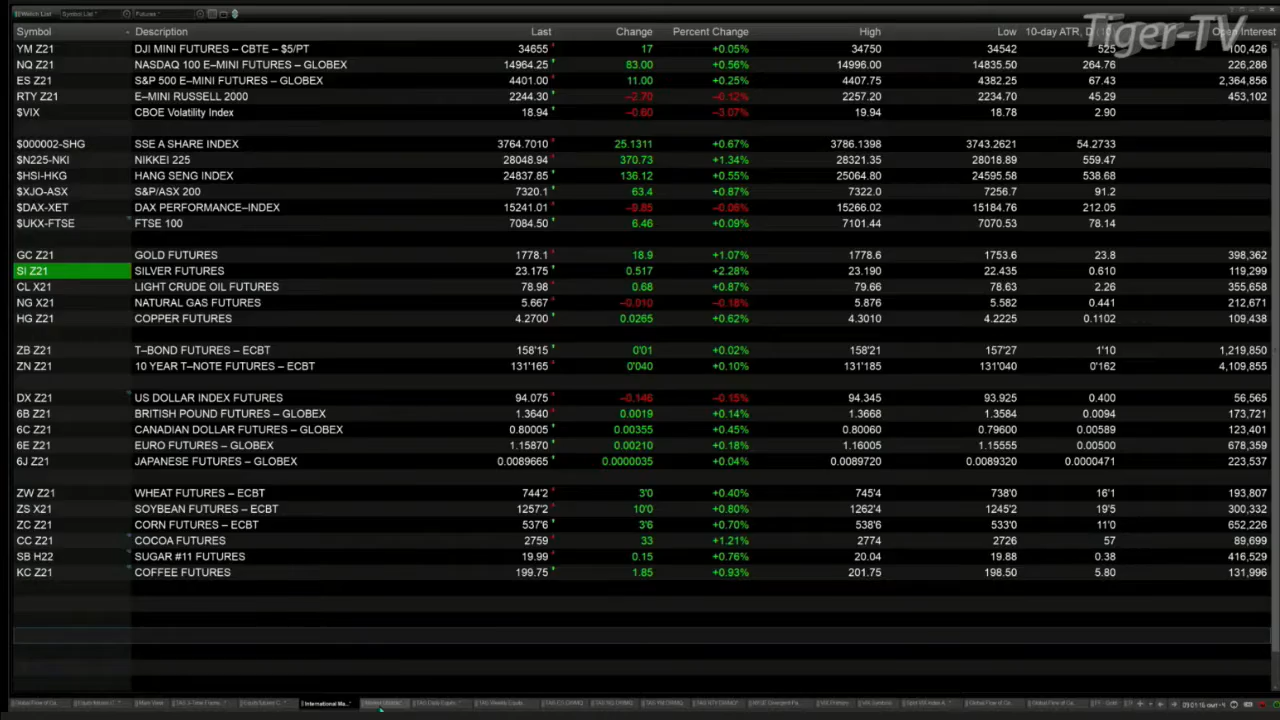 Watch List Symbol List Futures
Symbol Description Last Change Percent Change High Low 10-day ATR, Open Interest
Tiger-TV
YM Z21 DJI MINI FUTURES – CBTE – $5/PT 34655 17 +0.05% 34750 34542 525 100,426
NQ Z21 NASDAQ 100 E–MINI FUTURES – GLOBEX 14964.25 83.00 +0.56% 14996.00 14835.50 264.76 226,286
ES Z21 S&P 500 E–MINI FUTURES – GLOBEX 4401.00 11.00 +0.25% 4407.75 4382.25 67.43 2,364,856
RTY Z21 E–MINI RUSSELL 2000 2244.30 –2.70 –0.12% 2257.20 2234.70 45.29 453,102
$VIX CBOE Volatility Index 18.94 –0.60 –3.07% 19.94 18.78 2.90
$000002-SHG SSE A SHARE INDEX 3764.7010 25.1311 +0.67% 3786.1398 3743.2621 54.2733
$N225-NKI NIKKEI 225 28048.94 370.73 +1.34% 28321.35 28018.89 559.47
$HSI-HKG HANG SENG INDEX 24837.85 136.12 +0.55% 25064.80 24595.58 538.68
$XJO-ASX S&P/ASX 200 7320.1 63.4 +0.87% 7322.0 7256.7 91.2
$DAX-XET DAX PERFORMANCE–INDEX 15241.01 –9.85 –0.06% 15266.02 15184.76 212.05
$UKX-FTSE FTSE 100 7084.50 6.46 +0.09% 7101.44 7070.53 78.14
GC Z21 GOLD FUTURES 1778.1 18.9 +1.07% 1778.6 1753.6 23.8 398,362
SI Z21 SILVER FUTURES 23.175 0.517 +2.28% 23.190 22.435 0.610 119,299
CL X21 LIGHT CRUDE OIL FUTURES 78.98 0.68 +0.87% 79.66 78.63 2.26 355,658
NG X21 NATURAL GAS FUTURES 5.667 –0.010 –0.18% 5.876 5.582 0.441 212,671
HG Z21 COPPER FUTURES 4.2700 0.0265 +0.62% 4.3010 4.2225 0.1102 109,438
ZB Z21 T–BOND FUTURES – ECBT 158'15 0'01 +0.02% 158'21 157'27 1'10 1,219,850
ZN Z21 10 YEAR T–NOTE FUTURES – ECBT 131'165 0'040 +0.10% 131'185 131'040 0'162 4,109,855
DX Z21 US DOLLAR INDEX FUTURES 94.075 –0.146 –0.15% 94.345 93.925 0.400 56,565
6B Z21 BRITISH POUND FUTURES – GLOBEX 1.3640 0.0019 +0.14% 1.3668 1.3584 0.0094 173,721
6C Z21 CANADIAN DOLLAR FUTURES – GLOBEX 0.80005 0.00355 +0.45% 0.80060 0.79600 0.00589 123,401
6E Z21 EURO FUTURES – GLOBEX 1.15870 0.00210 +0.18% 1.16005 1.15555 0.00500 678,359
6J Z21 JAPANESE FUTURES – GLOBEX 0.0089665 0.0000035 +0.04% 0.0089720 0.0089320 0.0000471 223,537
ZW Z21 WHEAT FUTURES – ECBT 744'2 3'0 +0.40% 745'4 738'0 16'1 193,807
ZS X21 SOYBEAN FUTURES – ECBT 1257'2 10'0 +0.80% 1262'4 1245'2 19'5 300,332
ZC Z21 CORN FUTURES – ECBT 537'6 3'6 +0.70% 538'6 533'0 11'0 652,226
CC Z21 COCOA FUTURES 2759 33 +1.21% 2774 2726 57 89,699
SB H22 SUGAR #11 FUTURES 19.99 0.15 +0.76% 20.04 19.88 0.38 416,529
KC Z21 COFFEE FUTURES 199.75 1.85 +0.93% 201.75 198.50 5.80 131,996
International Ma...